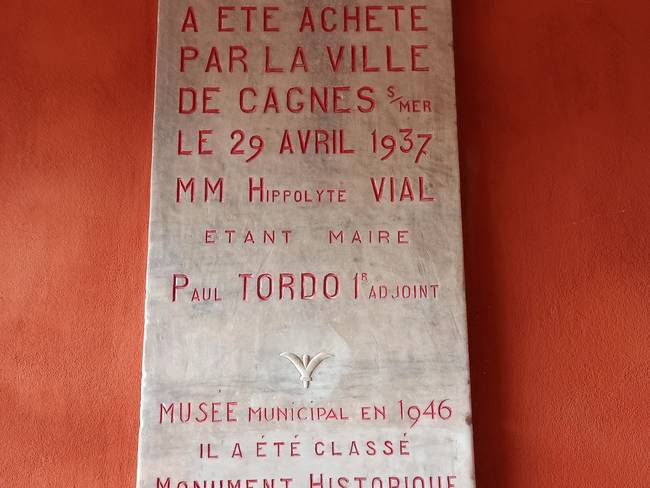 A ETE ACHETE
PAR LA VILLE
DE CAGNES S/MER
LE 29 AVRIL 1937
MM HIPPOLYTE VIAL
ETANT MAIRE
PAUL TORDO 1R ADJOINT
MUSEE MUNICIPAL EN 1946
IL A ÉTÉ CLASSÉ
MONUMENT HISTORIQUE